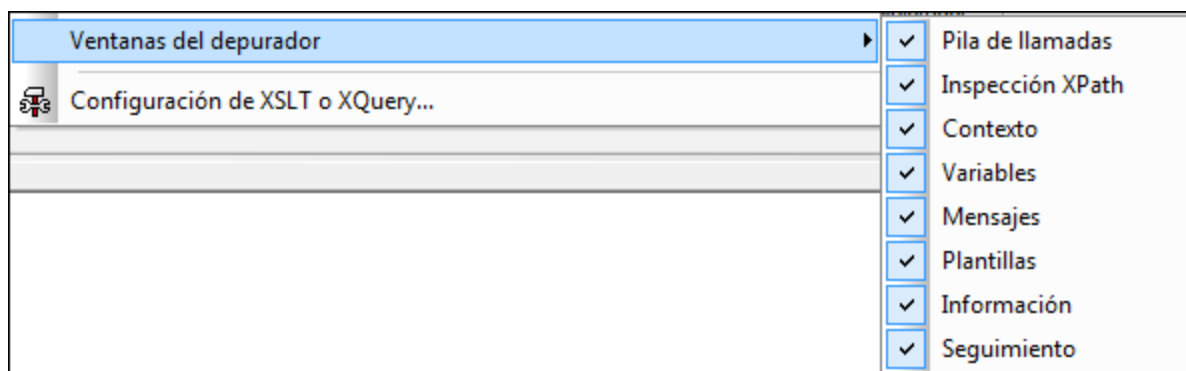 Ventanas del depurador
Configuración de XSLT o XQuery...
Pila de llamadas
Inspección XPath
Contexto
Variables
Mensajes
Plantillas
Información
Seguimiento